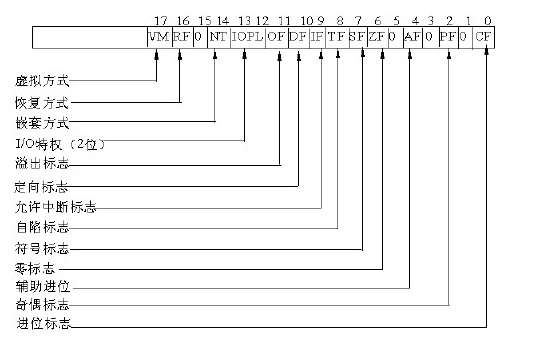 17 16 15 14 13 12 11 10 9 8 7 6 5 4 3 2 1 0
VM RF 0 NT IOPL OF DF IF TF SF ZF 0 AF 0 PF 0 CF
虚拟方式
恢复方式
嵌套方式
I/O特权（2位）
溢出标志
定向标志
允许中断标志
自陷标志
符号标志
零标志
辅助进位
奇偶标志
进位标志